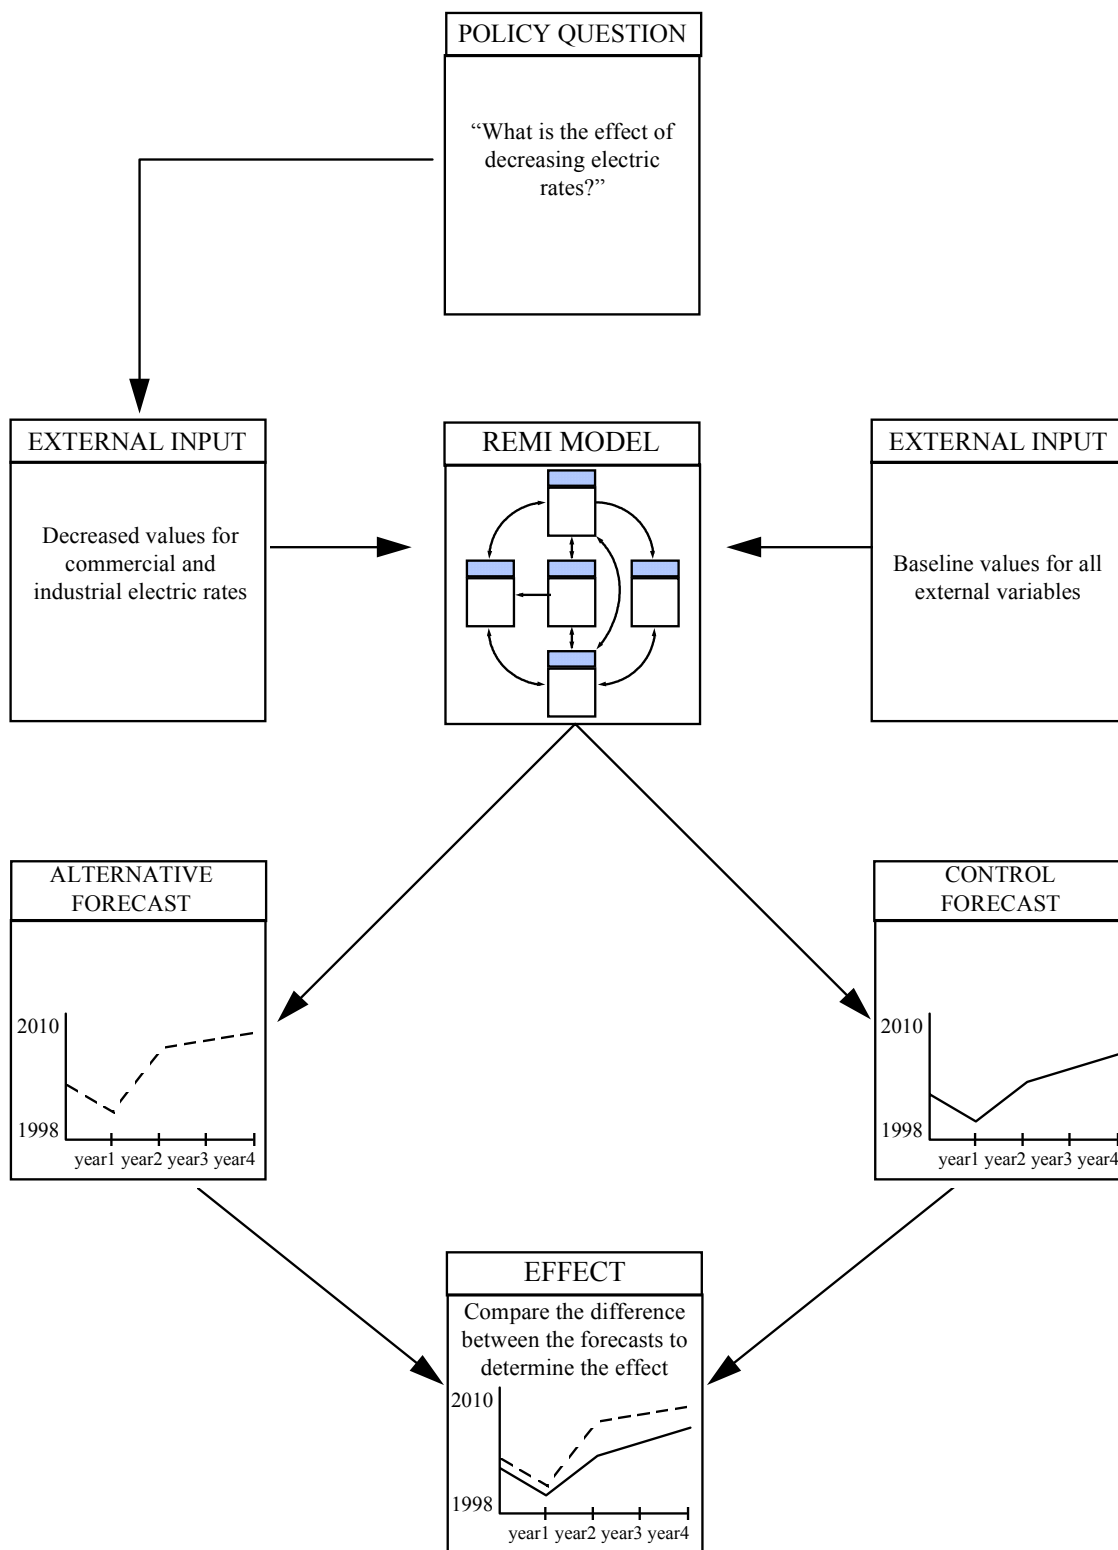 POLICY QUESTION
“What is the effect of
decreasing electric
rates?”
EXTERNAL INPUT
Decreased values for
commercial and
industrial electric rates
REMI MODEL
EXTERNAL INPUT
Baseline values for all
external variables
ALTERNATIVE
FORECAST
2010
1998
year1 year2 year3 year4
CONTROL
FORECAST
2010
1998
year1 year2 year3 year4
EFFECT
Compare the difference
between the forecasts to
determine the effect
2010
1998
year1 year2 year3 year4